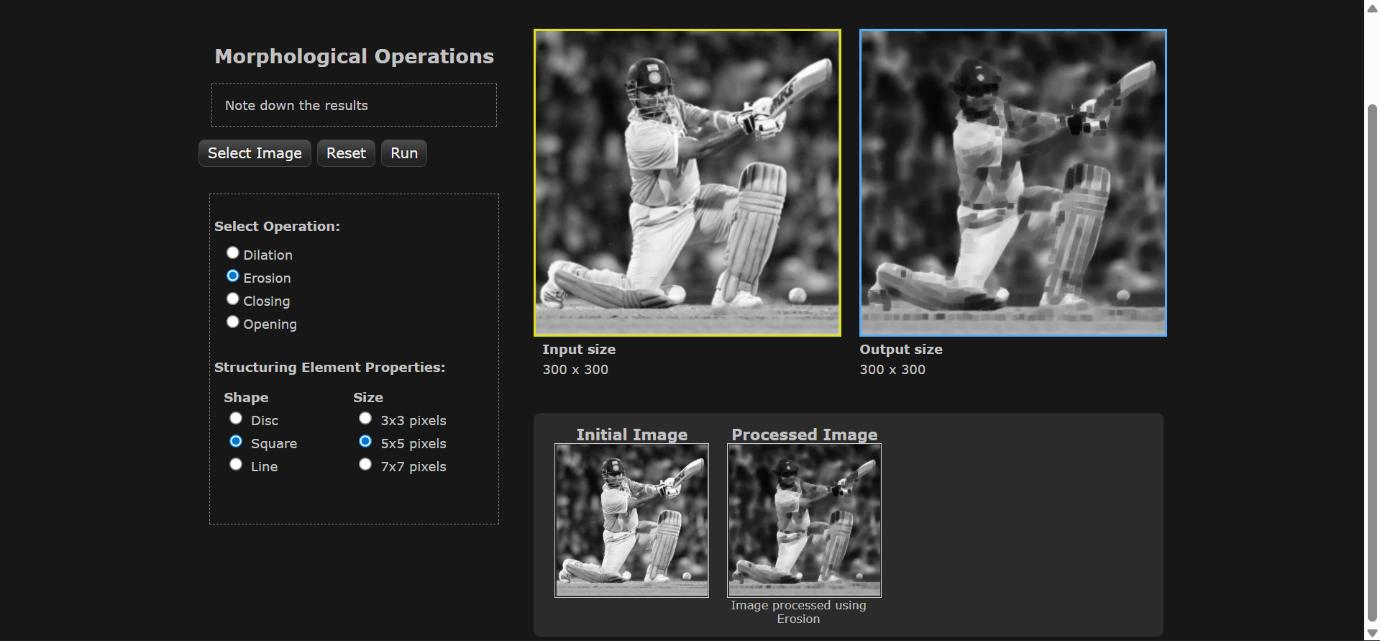 Morphological Operations
Note down the results
Select Image
Reset
Run
Select Operation:
Dilation
Erosion
Closing
Opening
Structuring Element Properties:
Shape
Size
Disc
3x3 pixels
Square
5x5 pixels
Line
7x7 pixels
Input size
300 x 300
Output size
300 x 300
Initial Image
Processed Image
Image processed using
Erosion